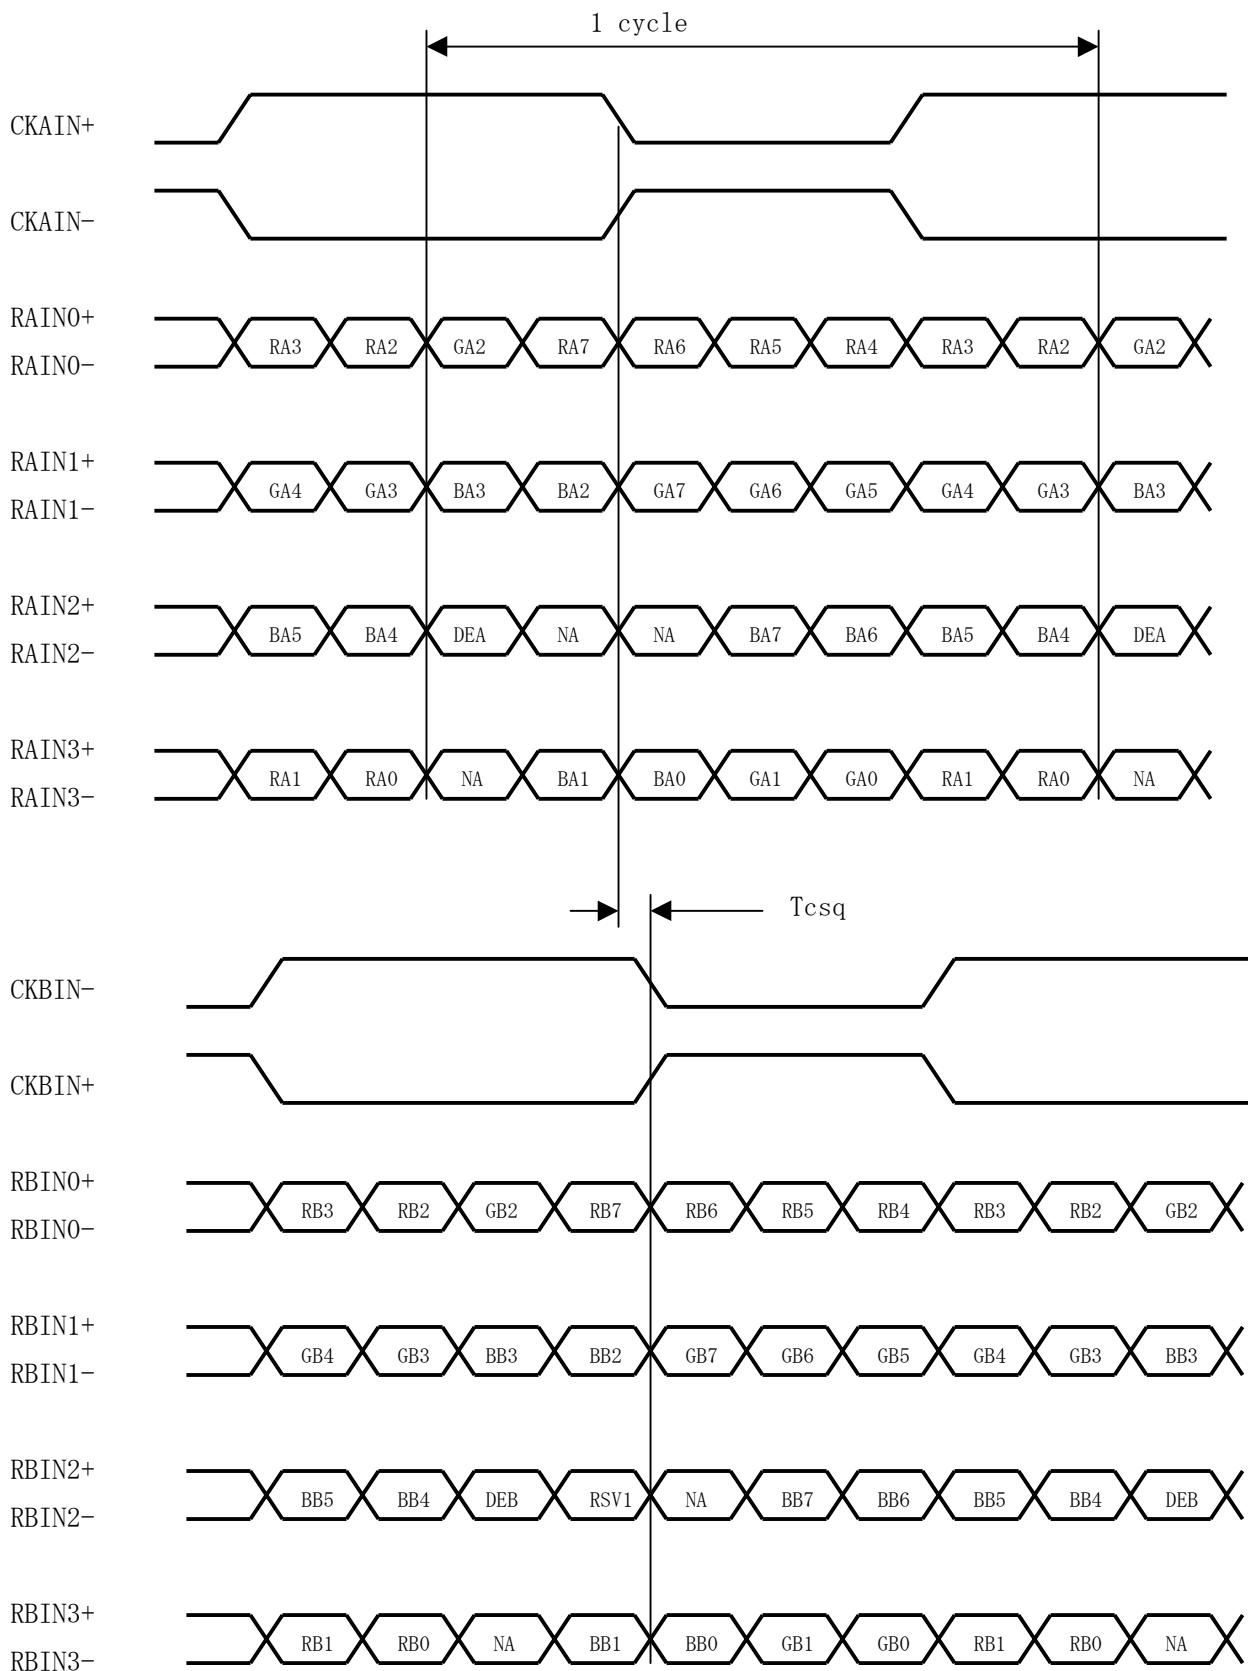 1 cycle
CKAIN+
CKAIN-
RAIN0+
RA3 RA2 GA2 RA7 RA6 RA5 RA4 RA3 RA2 GA2
RAIN0-
RAIN1+
GA4 GA3 BA3 BA2 GA7 GA6 GA5 GA4 GA3 BA3
RAIN1-
RAIN2+
BA5 BA4 DEA NA NA BA7 BA6 BA5 BA4 DEA
RAIN2-
RAIN3+
RA1 RA0 NA BA1 BA0 GA1 GA0 RA1 RA0 NA
RAIN3-
Tcsq
CKBIN-
CKBIN+
RBIN0+
RB3 RB2 GB2 RB7 RB6 RB5 RB4 RB3 RB2 GB2
RBIN0-
RBIN1+
GB4 GB3 BB3 BB2 GB7 GB6 GB5 GB4 GB3 BB3
RBIN1-
RBIN2+
BB5 BB4 DEB RSV1 NA BB7 BB6 BB5 BB4 DEB
RBIN2-
RBIN3+
RB1 RB0 NA BB1 BB0 GB1 GB0 RB1 RB0 NA
RBIN3-